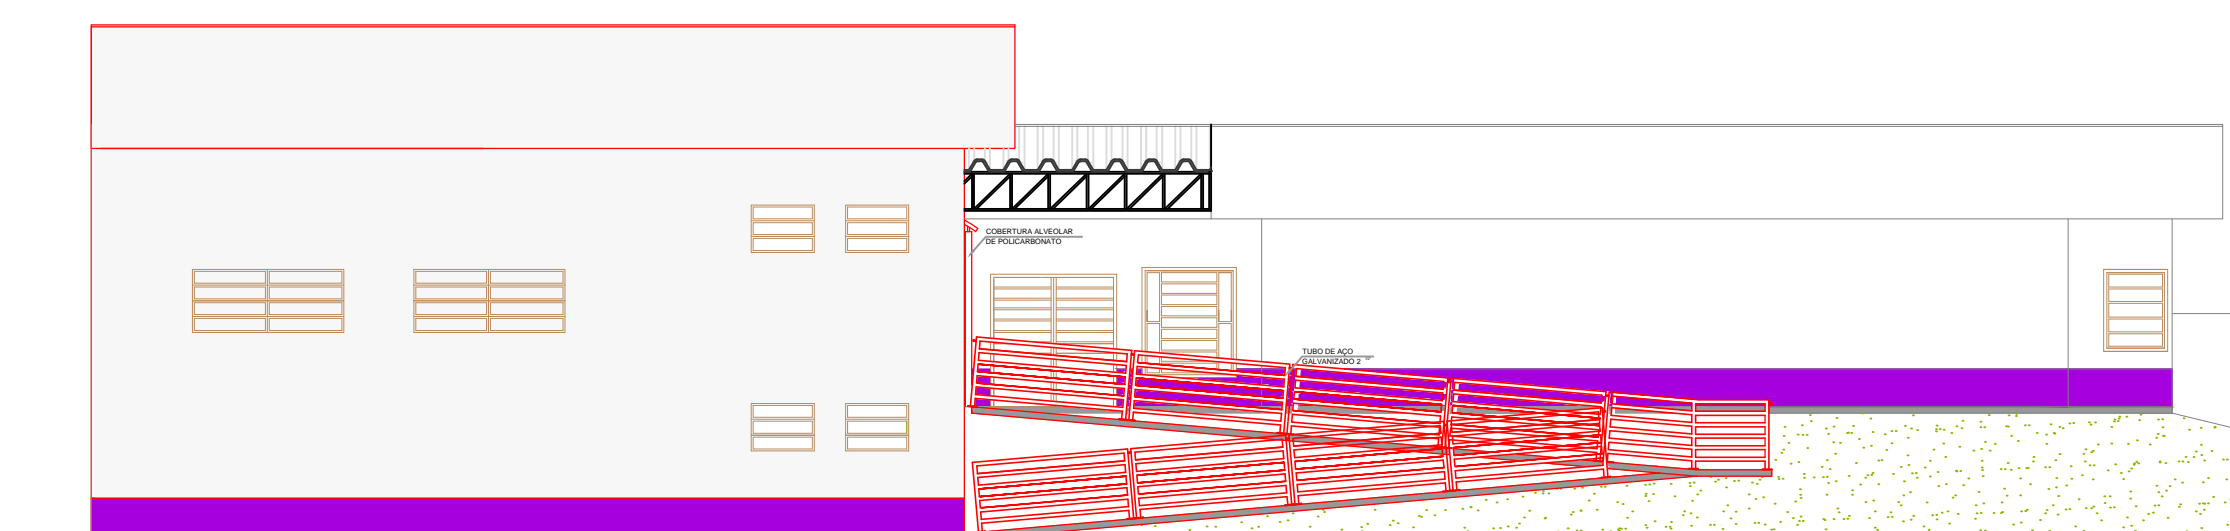 COBERTURA ALVEOLAR
DE POLICARBONATO
TUBO DE AÇO
GALVANIZADO 2 "